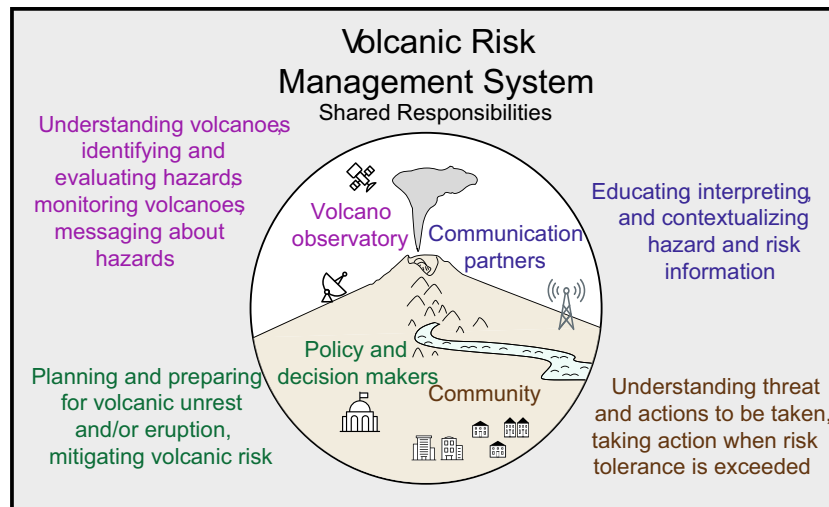 Volcanic Risk
Management System
Shared Responsibilities
Understanding volcanoes,
identifying and
evaluating hazards,
monitoring volcanoes,
messaging about
hazards
Volcano
observatory
Communication
partners
Educating interpreting,
and contextualizing
hazard and risk
information
Policy and
decision makers
Planning and preparing
for volcanic unrest
and/or eruption,
mitigating volcanic risk
Community
Understanding threat
and actions to be taken,
taking action when risk
tolerance is exceeded